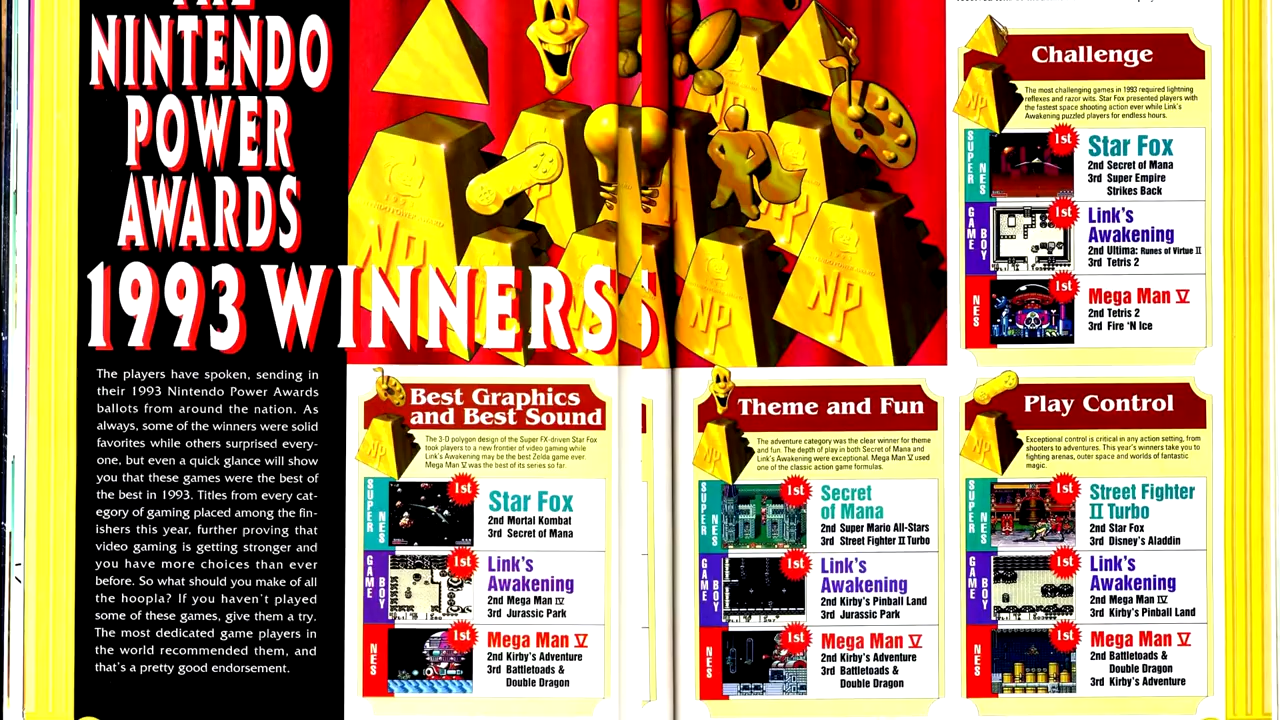 THE
NINTENDO
POWER
AWARDS
1993 WINNERS
The players have spoken, sending in
their 1993 Nintendo Power Awards
ballots from around the nation. As
always, some of the winners were solid
favorites while others surprised every-
one, but even a quick glance will show
you that these games were the best of
the best in 1993. Titles from every cat-
egory of gaming placed among the fin-
ishers this year, further proving that
video gaming is getting stronger and
you have more choices than ever
before. So what should you make of all
the hoopla? If you haven't played
some of these games, give them a try.
The most dedicated game players in
the world recommended them, and
that's a pretty good endorsement.
NP
NP
NP
NP
Best Graphics
and Best Sound
The 3-D polygon design of the Super FX-driven Star Fox
took players to a new frontier of video gaming while
Link's Awakening may be the best Zelda game ever
Mega Man V was the best of its series so far.
SUPER NES
1st
Star Fox
2nd Mortal Kombat
3rd Secret of Mana
GAME BOY
1st
Link's
Awakening
2nd Mega Man IV
3rd Jurassic Park
NES
1st
Mega Man V
2nd Kirby's Adventure
3rd Battletoads &
Double Dragon
Theme and Fun
The adventure category was the clear winner for theme
and fun. The depth of play in both Secret of Mana and
Link's Awakening were exceptional. Mega Man V used
one of the classic action game formulas.
SUPER NES
1st
Secret
of Mana
2nd Super Mario All-Stars
3rd Street Fighter II Turbo
GAME BOY
1st
Link's
Awakening
2nd Kirby's Pinball Land
3rd Jurassic Park
NES
1st
Mega Man V
2nd Kirby's Adventure
3rd Battletoads &
Double Dragon
Challenge
The most challenging games in 1993 required lightning
reflexes and razor wits. Star Fox presented players with
the fastest space shooting action ever while Link's
Awakening puzzled players for endless hours.
NP
SUPER NES
1st
Star Fox
2nd Secret of Mana
3rd Super Empire
Strikes Back
GAME BOY
1st
Link's
Awakening
2nd Ultima: Runes of Virtue II
3rd Tetris 2
NES
1st
Mega Man V
2nd Tetris 2
3rd Fire 'N Ice
Play Control
Exceptional control is critical in any action setting, from
shooters to adventures. This year's winners take you to
fighting arenas, outer space and worlds of fantastic
magic.
SUPER NES
1st
Street Fighter
II Turbo
2nd Star Fox
3rd Disney's Aladdin
GAME BOY
1st
Link's
Awakening
2nd Mega Man IV
3rd Kirby's Pinball Land
NES
1st
Mega Man V
2nd Battletoads &
Double Dragon
3rd Kirby's Adventure